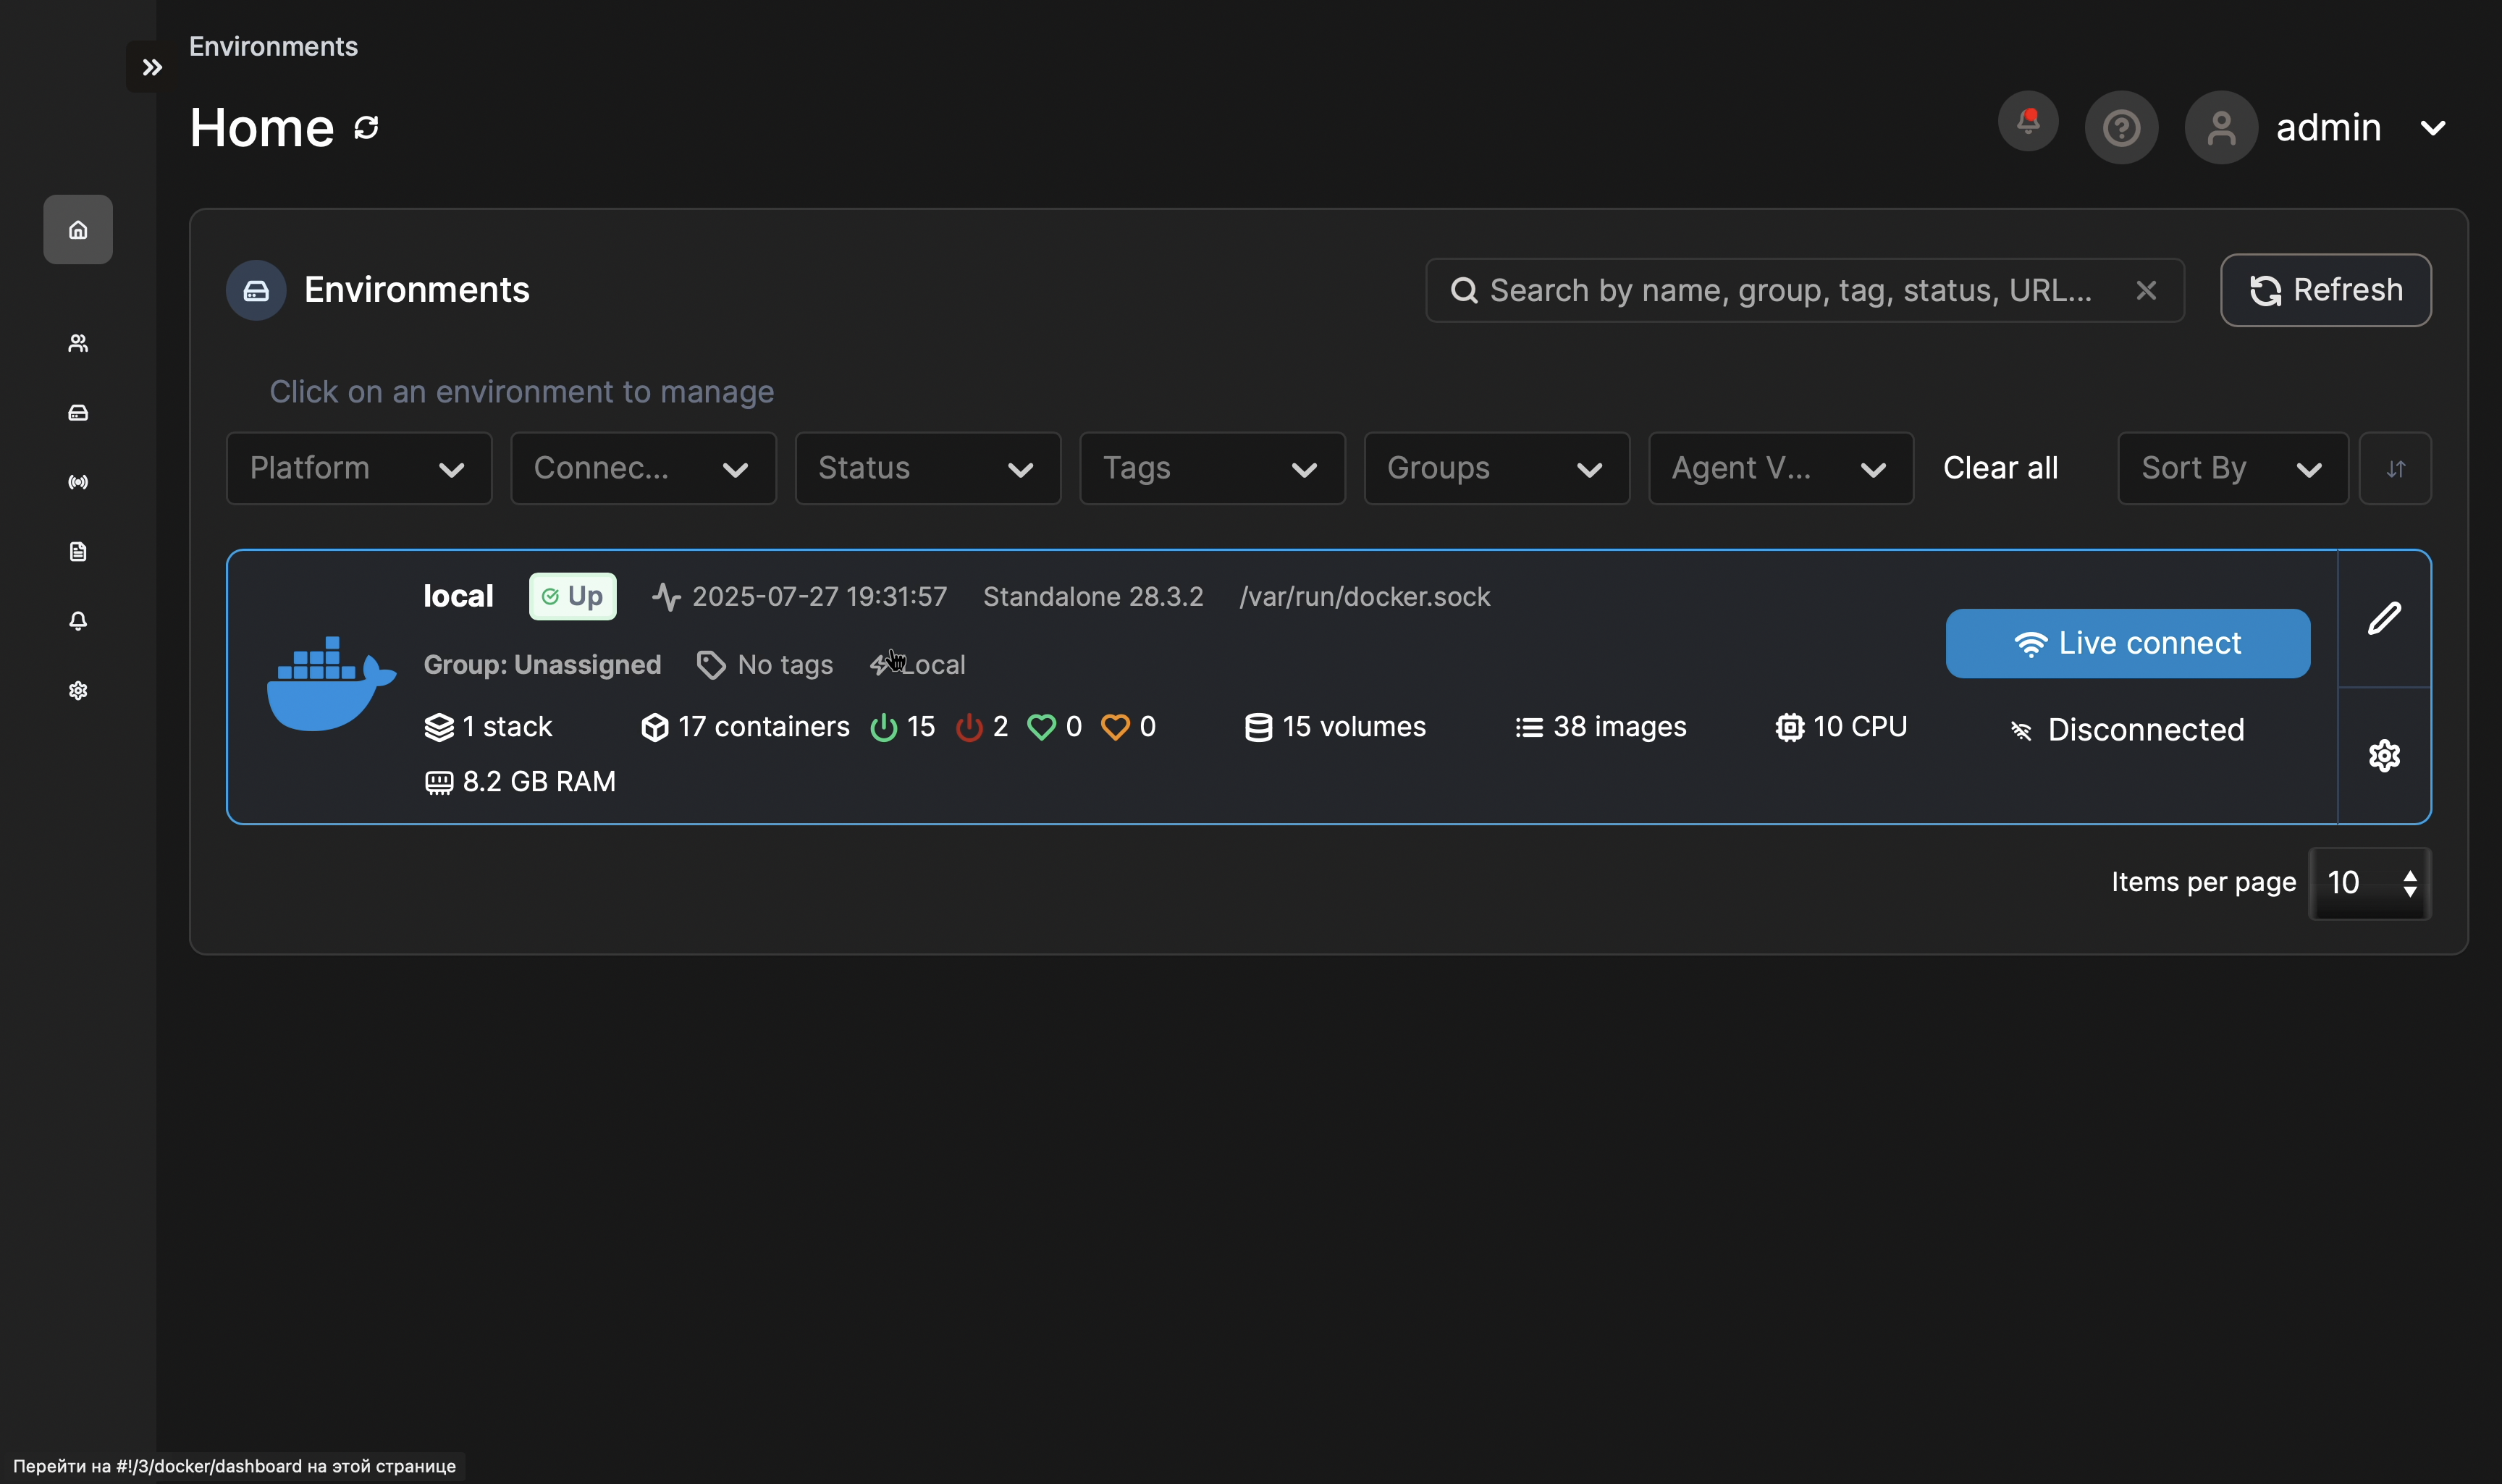 Environments
Home
admin
Environments
Search by name, group, tag, status, URL...
Refresh
Click on an environment to manage
Platform
Connec...
Status
Tags
Groups
Agent V...
Clear all
Sort By
local
Up
2025-07-27 19:31:57
Standalone 28.3.2
/var/run/docker.sock
Group: Unassigned
No tags
Local
Live connect
1 stack
17 containers
15
2
0
0
15 volumes
38 images
10 CPU
Disconnected
8.2 GB RAM
Items per page
10
Перейти на #!/3/docker/dashboard на этой странице